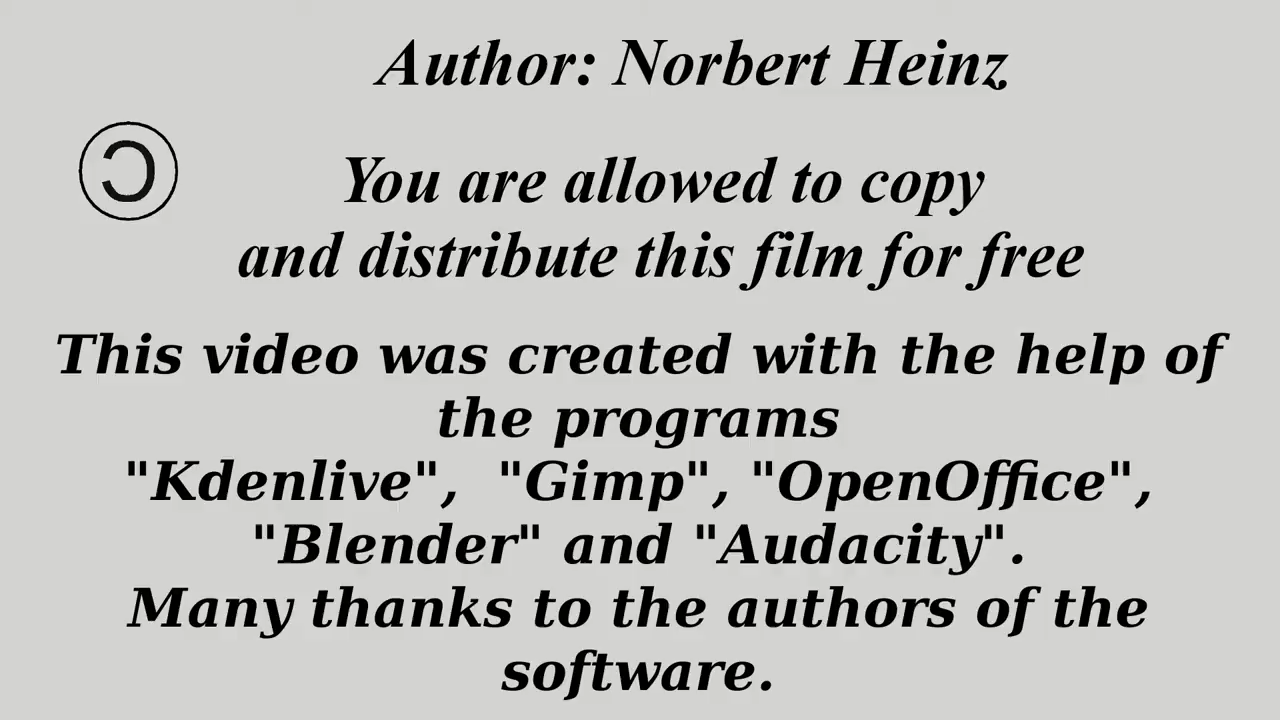 Author: Norbert Heinz
You are allowed to copy
and distribute this film for free
This video was created with the help of
the programs
"Kdenlive", "Gimp", "OpenOffice",
"Blender" and "Audacity".
Many thanks to the authors of the
software.